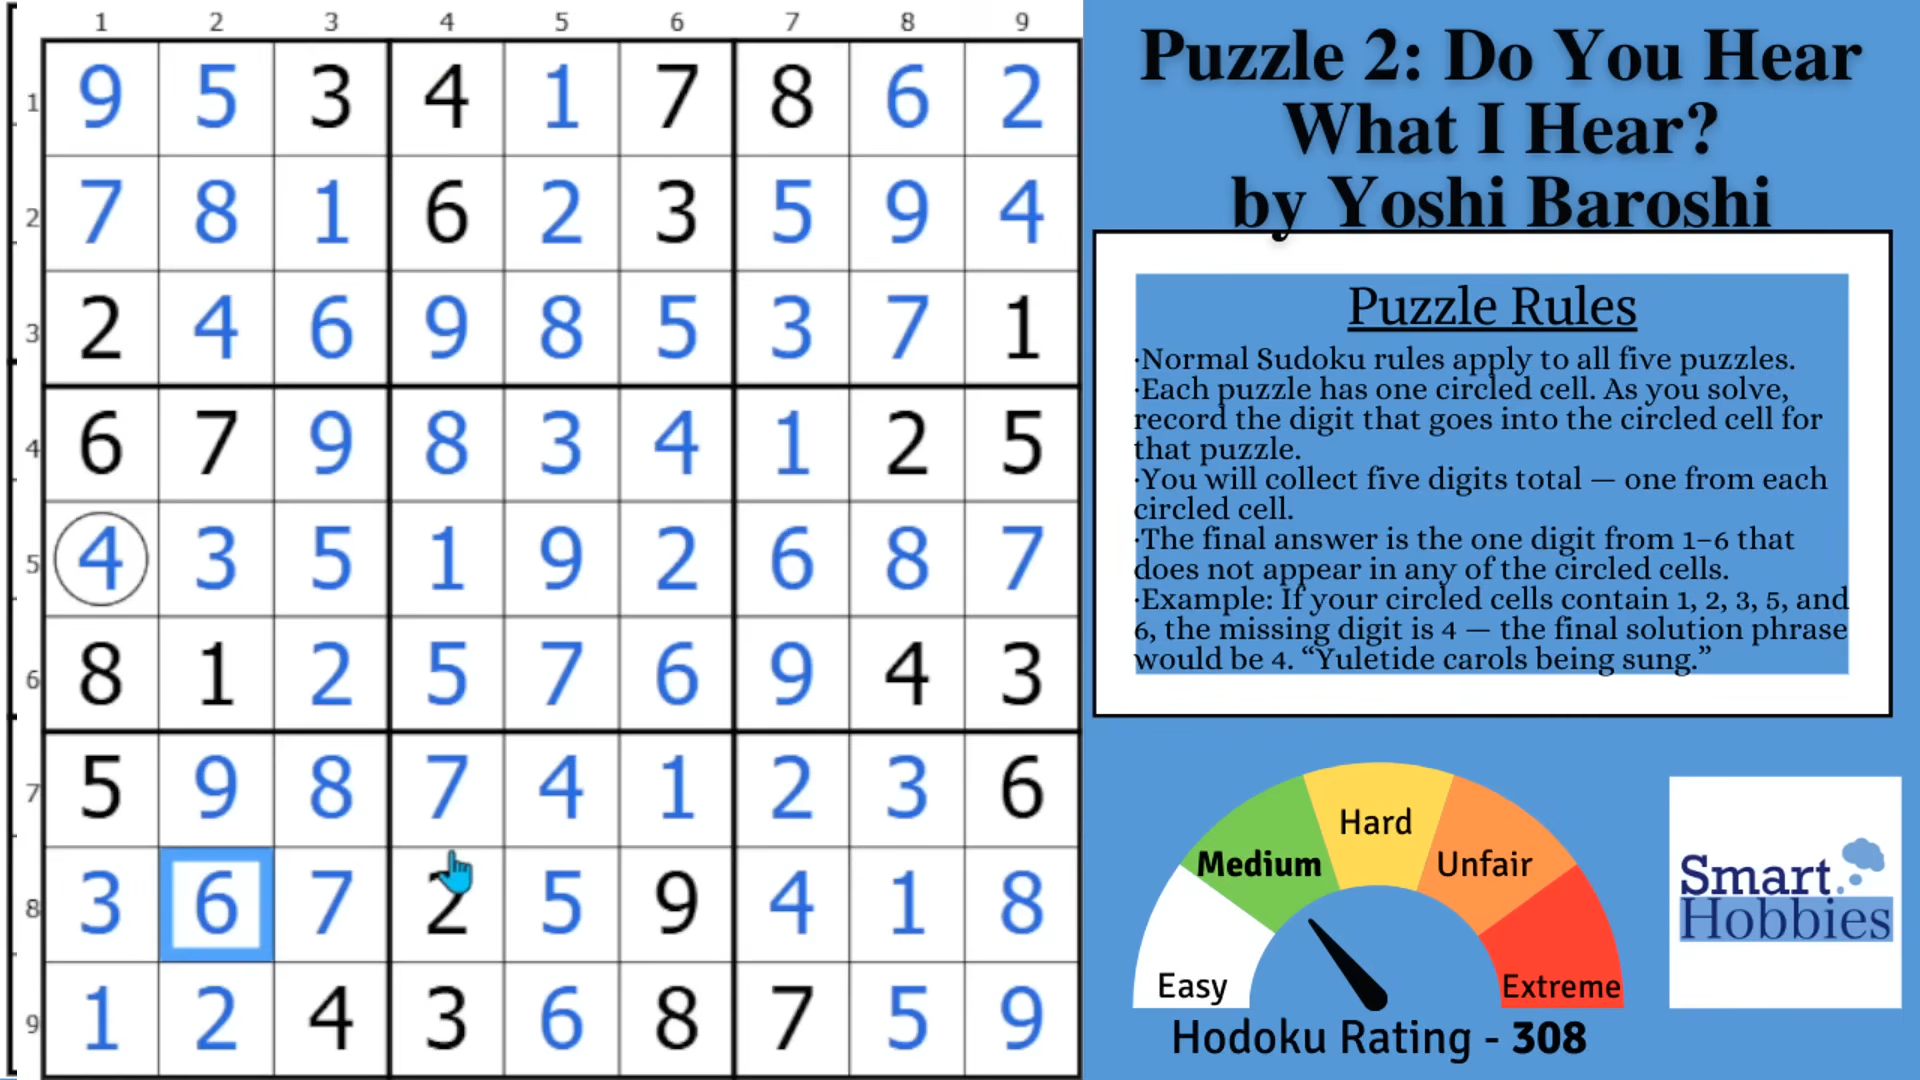 1 2 3 4 5 6 7 8 9
1 9 5 3 4 1 7 8 6 2
2 7 8 1 6 2 3 5 9 4
3 2 4 6 9 8 5 3 7 1
4 6 7 9 8 3 4 1 2 5
5 4 3 5 1 9 2 6 8 7
6 8 1 2 5 7 6 9 4 3
7 5 9 8 7 4 1 2 3 6
8 3 6 7 2 5 9 4 1 8
9 1 2 4 3 6 8 7 5 9
Puzzle 2: Do You Hear
What I Hear?
by Yoshi Baroshi
Puzzle Rules
·Normal Sudoku rules apply to all five puzzles.
·Each puzzle has one circled cell. As you solve,
record the digit that goes into the circled cell for
that puzzle.
·You will collect five digits total — one from each
circled cell.
·The final answer is the one digit from 1–6 that
does not appear in any of the circled cells.
·Example: If your circled cells contain 1, 2, 3, 5, and
6, the missing digit is 4 — the final solution phrase
would be 4. “Yuletide carols being sung.”
Easy
Medium
Hard
Unfair
Extreme
Hodoku Rating - 308
Smart
Hobbies